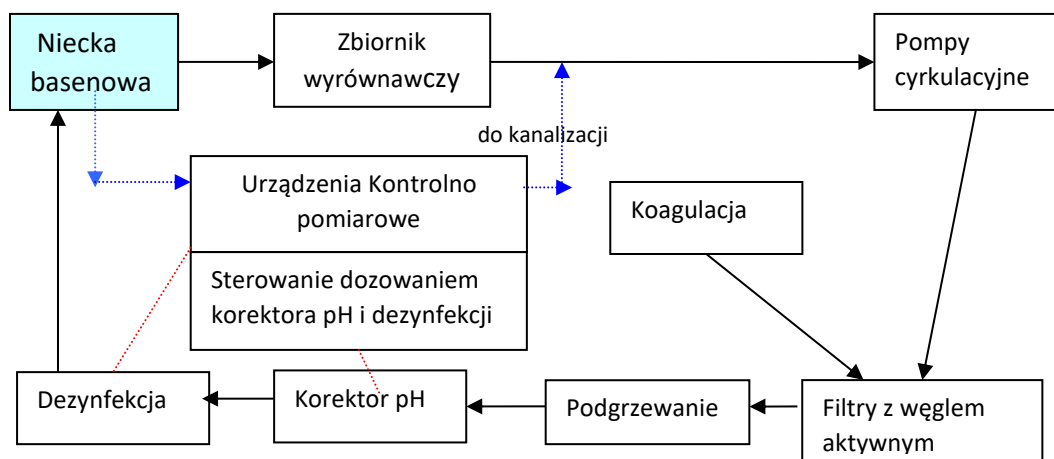 Niecka
basenowa
Zbiornik
wyrównawczy
Pompy
cyrkulacyjne
do kanalizacji
Urządzenia Kontrolno
pomiarowe
Koagulacja
Sterowanie dozowaniem
korektora pH i dezynfekcji
Dezynfekcja
Korektor pH
Podgrzewanie
Filtry z węglem
aktywnym